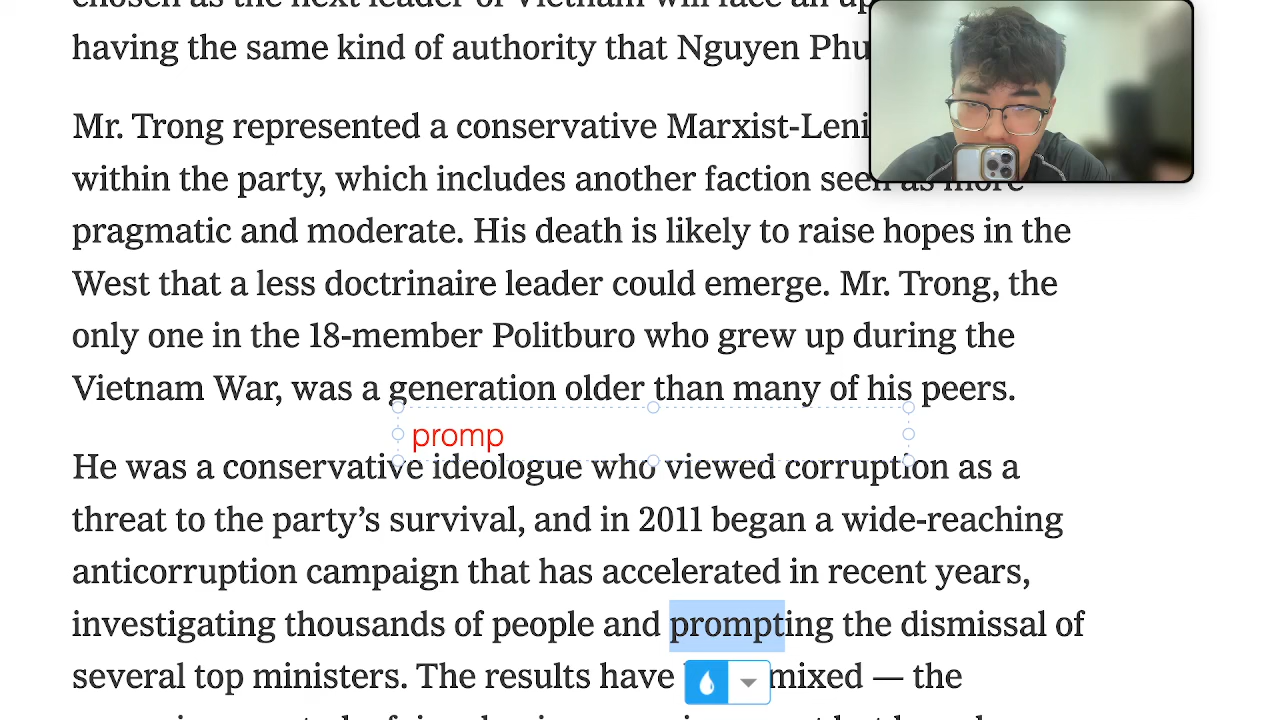 having the same kind of authority that Nguyen Phu
Mr. Trong represented a conservative Marxist-Leni
within the party, which includes another faction seen as more
pragmatic and moderate. His death is likely to raise hopes in the
West that a less doctrinaire leader could emerge. Mr. Trong, the
only one in the 18-member Politburo who grew up during the
Vietnam War, was a generation older than many of his peers.
promp
He was a conservative ideologue who viewed corruption as a
threat to the party’s survival, and in 2011 began a wide-reaching
anticorruption campaign that has accelerated in recent years,
investigating thousands of people and prompting the dismissal of
several top ministers. The results have mixed — the